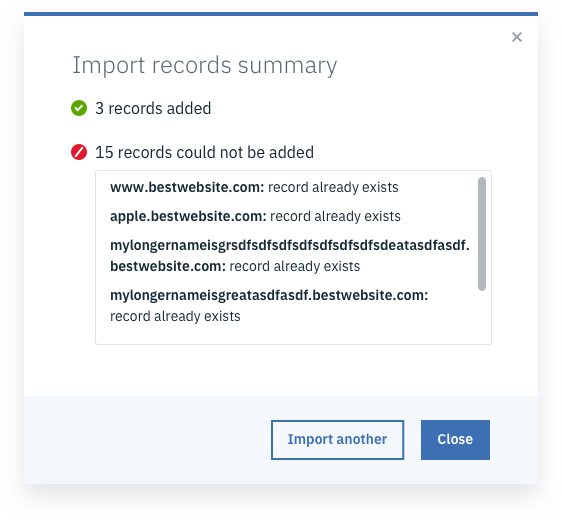 Import records summary
3 records added
15 records could not be added
www.bestwebsite.com: record already exists
apple.bestwebsite.com: record already exists
mylongernameisgrsdfsdfsdfsdfsdfsdfsdfsdeatasdfasdf.
bestwebsite.com: record already exists
mylongernameisgreatasdfasdf.bestwebsite.com:
record already exists
Import another
Close